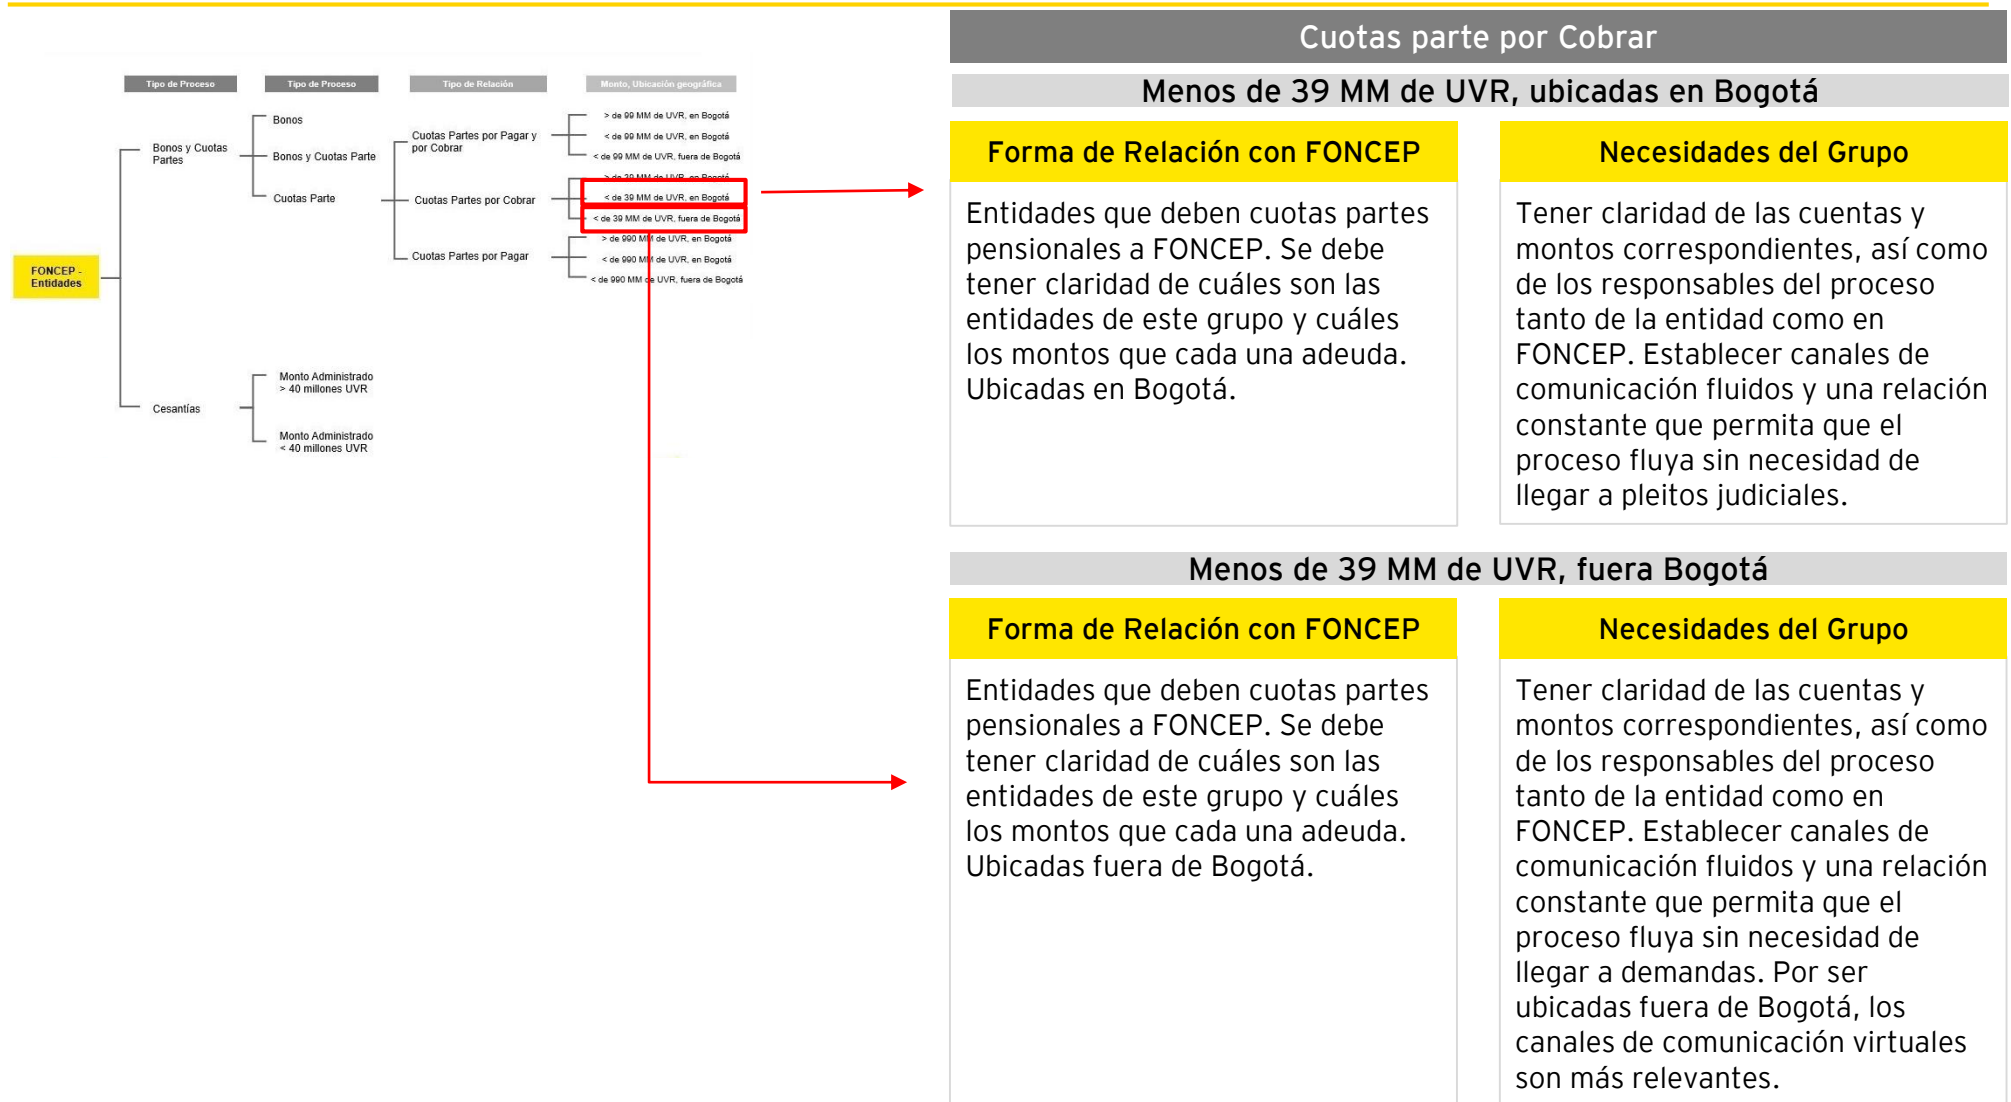 Tipo de Proceso
Tipo de Proceso
Tipo de Relación
Monto, Ubicación geográfica
FONCEP -
Entidades
Bonos y Cuotas
Partes
Bonos
Bonos y Cuotas Parte
Cuotas Parte
Cuotas Partes por Pagar y
por Cobrar
> de 99 MM de UVR, en Bogotá
< de 99 MM de UVR, en Bogotá
< de 99 MM de UVR, fuera de Bogotá
Cuotas Partes por Cobrar
> de 39 MM de UVR, en Bogotá
< de 39 MM de UVR, en Bogotá
< de 39 MM de UVR, fuera de Bogotá
Cuotas Partes por Pagar
> de 990 MM de UVR, en Bogotá
< de 990 MM de UVR, en Bogotá
< de 990 MM de UVR, fuera de Bogotá
Cesantías
Monto Administrado
> 40 millones UVR
Monto Administrado
< 40 millones UVR
Cuotas parte por Cobrar
Menos de 39 MM de UVR, ubicadas en Bogotá
Forma de Relación con FONCEP
Entidades que deben cuotas partes
pensionales a FONCEP. Se debe
tener claridad de cuáles son las
entidades de este grupo y cuáles
los montos que cada una adeuda.
Ubicadas en Bogotá.
Necesidades del Grupo
Tener claridad de las cuentas y
montos correspondientes, así como
de los responsables del proceso
tanto de la entidad como en
FONCEP. Establecer canales de
comunicación fluidos y una relación
constante que permita que el
proceso fluya sin necesidad de
llegar a pleitos judiciales.
Menos de 39 MM de UVR, fuera Bogotá
Forma de Relación con FONCEP
Entidades que deben cuotas partes
pensionales a FONCEP. Se debe
tener claridad de cuáles son las
entidades de este grupo y cuáles
los montos que cada una adeuda.
Ubicadas fuera de Bogotá.
Necesidades del Grupo
Tener claridad de las cuentas y
montos correspondientes, así como
de los responsables del proceso
tanto de la entidad como en
FONCEP. Establecer canales de
comunicación fluidos y una relación
constante que permita que el
proceso fluya sin necesidad de
llegar a demandas. Por ser
ubicadas fuera de Bogotá, los
canales de comunicación virtuales
son más relevantes.